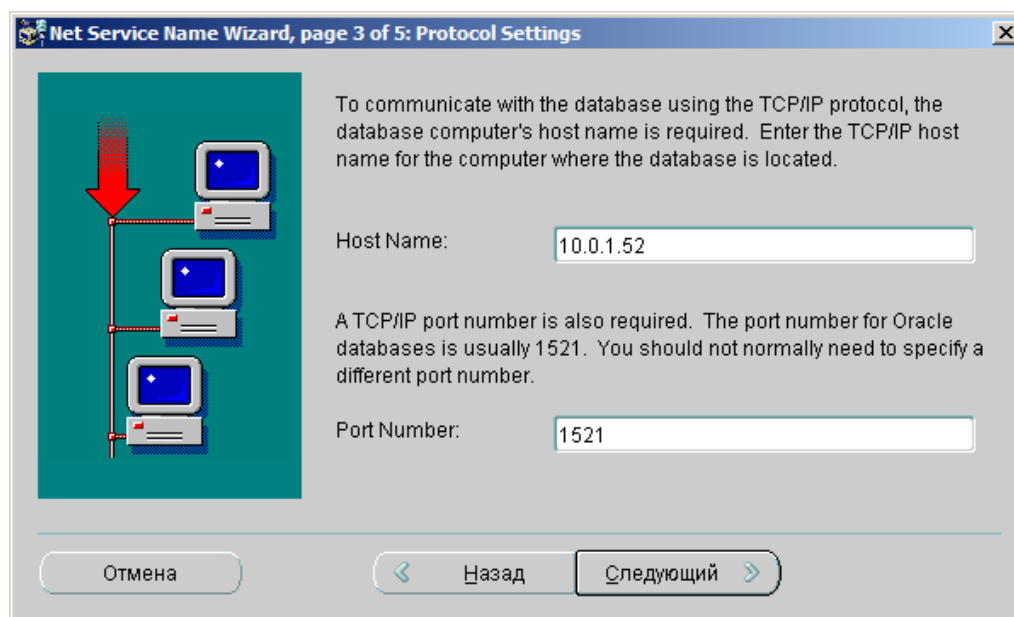 Net Service Name Wizard, page 3 of 5: Protocol Settings
To communicate with the database using the TCP/IP protocol, the
database computer's host name is required. Enter the TCP/IP host
name for the computer where the database is located.
Host Name: 10.0.1.52
A TCP/IP port number is also required. The port number for Oracle
databases is usually 1521. You should not normally need to specify a
different port number.
Port Number: 1521
Отмена Назад Следующий